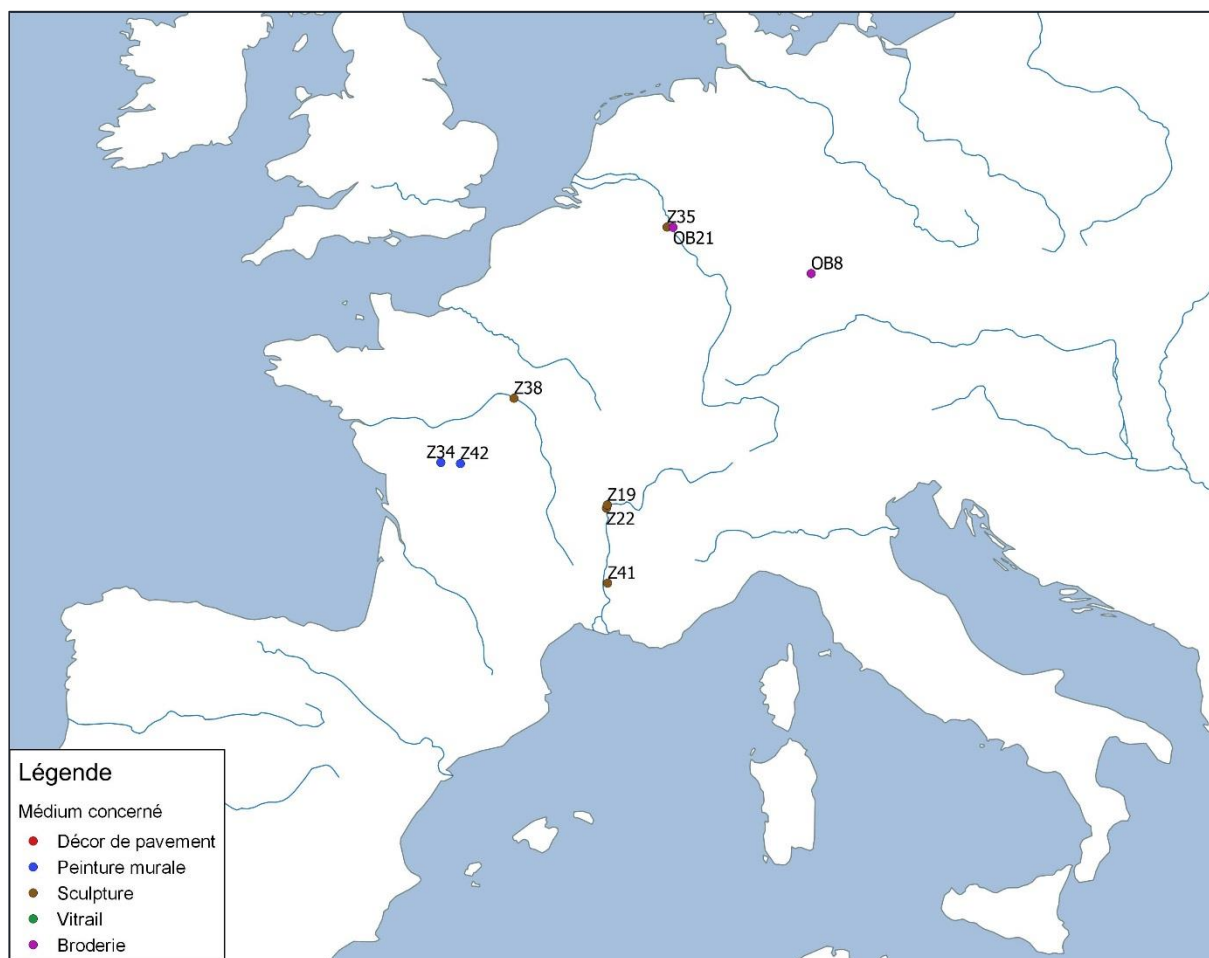 Z35
OB21
OB8
Z38
Z34 Z42
Z19
Z22
Z41
Légende
Médium concerné
Décor de pavement
Peinture murale
Sculpture
Vitrail
Broderie